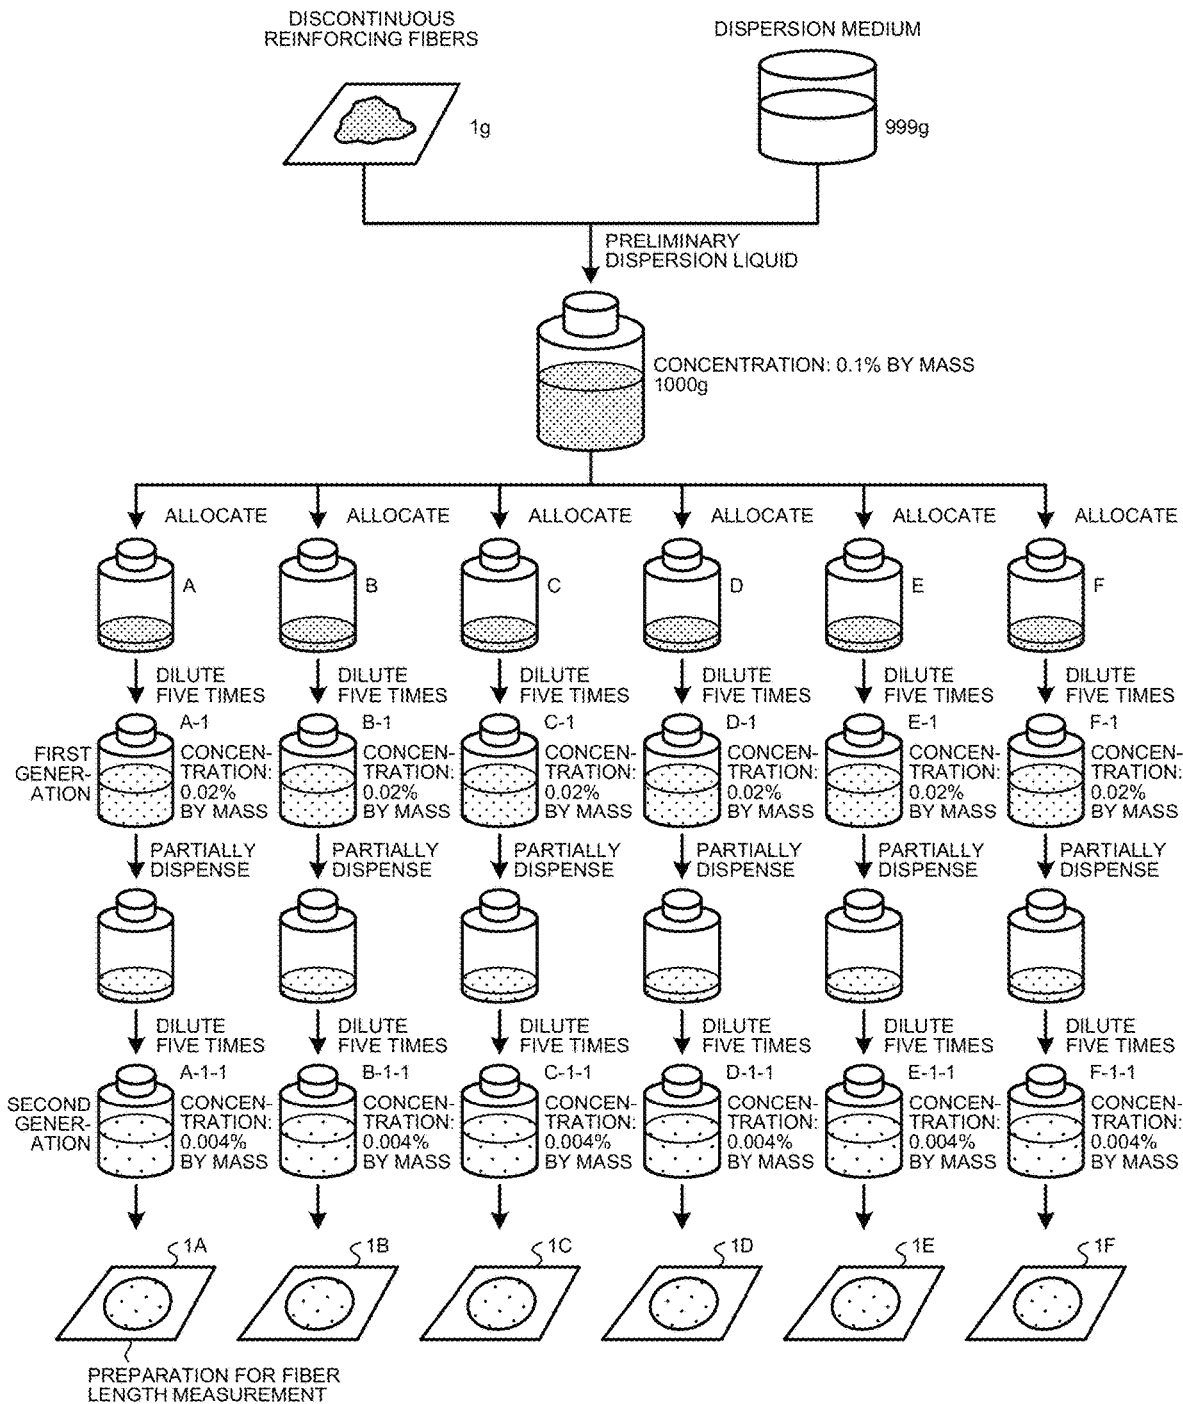 DISCONTINUOUS
REINFORCING FIBERS
DISPERSION MEDIUM
1g
999g
PRELIMINARY
DISPERSION LIQUID
CONCENTRATION: 0.1% BY MASS
1000g
ALLOCATE ALLOCATE ALLOCATE ALLOCATE ALLOCATE ALLOCATE
A B C D E F
DILUTE DILUTE DILUTE DILUTE DILUTE DILUTE
FIVE TIMES FIVE TIMES FIVE TIMES FIVE TIMES FIVE TIMES FIVE TIMES
A-1 B-1 C-1 D-1 E-1 F-1
FIRST
GENER-
ATION
CONCEN- CONCEN- CONCEN- CONCEN- CONCEN- CONCEN-
TRATION: TRATION: TRATION: TRATION: TRATION: TRATION:
0.02% 0.02% 0.02% 0.02% 0.02% 0.02%
BY MASS BY MASS BY MASS BY MASS BY MASS BY MASS
PARTIALLY PARTIALLY PARTIALLY PARTIALLY PARTIALLY PARTIALLY
DISPENSE DISPENSE DISPENSE DISPENSE DISPENSE DISPENSE
DILUTE DILUTE DILUTE DILUTE DILUTE DILUTE
FIVE TIMES FIVE TIMES FIVE TIMES FIVE TIMES FIVE TIMES FIVE TIMES
A-1-1 B-1-1 C-1-1 D-1-1 E-1-1 F-1-1
SECOND
GENER-
ATION
CONCEN- CONCEN- CONCEN- CONCEN- CONCEN- CONCEN-
TRATION: TRATION: TRATION: TRATION: TRATION: TRATION:
0.004% 0.004% 0.004% 0.004% 0.004% 0.004%
BY MASS BY MASS BY MASS BY MASS BY MASS BY MASS
1A 1B 1C 1D 1E 1F
PREPARATION FOR FIBER
LENGTH MEASUREMENT